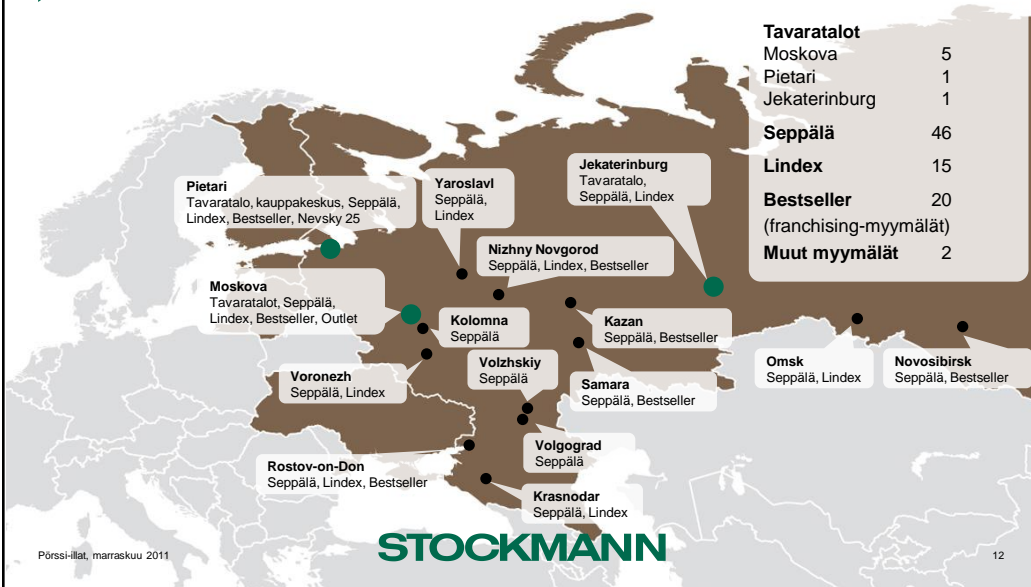 Tavaratalot
Moskova 5
Pietari 1
Jekaterinburg 1
Seppälä 46
Lindex 15
Bestseller 20
(franchising-myymälät)
Muut myymälät 2
Pietari
Tavaratalo, kauppakeskus, Seppälä,
Lindex, Bestseller, Nevsky 25
Yaroslavl
Seppälä,
Lindex
Jekaterinburg
Tavaratalo,
Seppälä, Lindex
Nizhny Novgorod
Seppälä, Lindex, Bestseller
Moskova
Tavaratalot, Seppälä,
Lindex, Bestseller, Outlet
Kolomna
Seppälä
Kazan
Seppälä, Bestseller
Voronezh
Seppälä, Lindex
Volzhskiy
Seppälä
Samara
Seppälä, Bestseller
Omsk
Seppälä, Lindex
Novosibirsk
Seppälä, Bestseller
Volgograd
Seppälä
Rostov-on-Don
Seppälä, Lindex, Bestseller
Krasnodar
Seppälä, Lindex
Pörssi-illat, marraskuu 2011
STOCKMANN
12